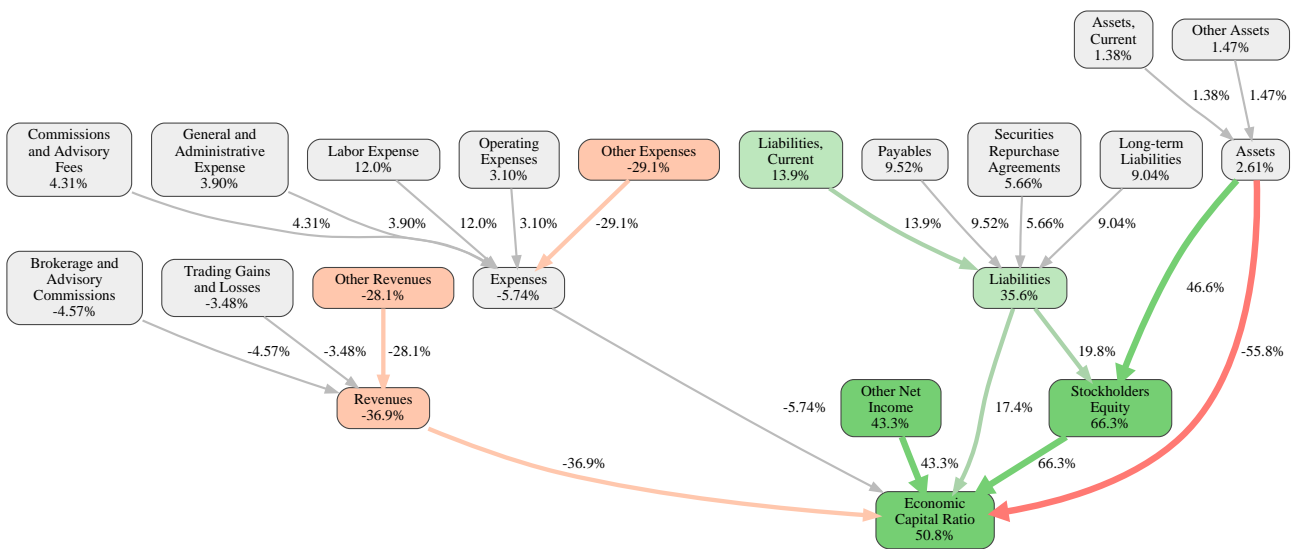 Assets,
Current
1.38%
Other Assets
1.47%
1.38%
1.47%
Commissions
and Advisory
Fees
4.31%
General and
Administrative
Expense
3.90%
Labor Expense
12.0%
Operating
Expenses
3.10%
Other Expenses
-29.1%
Liabilities,
Current
13.9%
Payables
9.52%
Securities
Repurchase
Agreements
5.66%
Long-term
Liabilities
9.04%
Assets
2.61%
4.31%
3.90%
12.0%
3.10%
-29.1%
13.9%
9.52%
5.66%
9.04%
Brokerage and
Advisory
Commissions
-4.57%
Trading Gains
and Losses
-3.48%
Other Revenues
-28.1%
Expenses
-5.74%
Liabilities
35.6%
46.6%
-4.57%
-3.48%
-28.1%
19.8%
-55.8%
Revenues
-36.9%
-5.74%
Other Net
Income
43.3%
17.4%
Stockholders
Equity
66.3%
-36.9%
43.3%
66.3%
Economic
Capital Ratio
50.8%